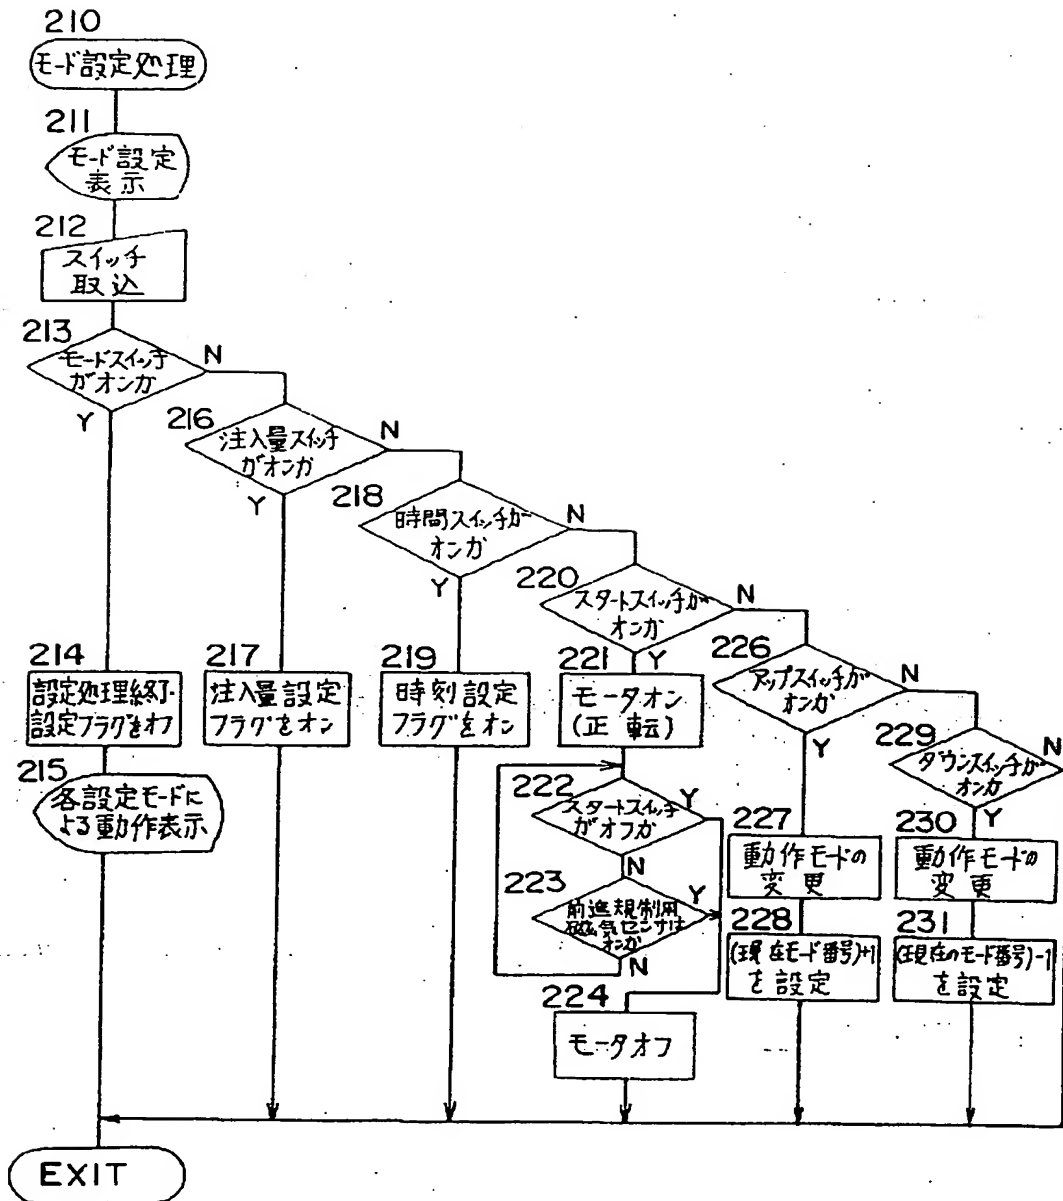 210
モード設定処理
211
モード設定
表示
212
スイッチ
取込
213
モードスイッチ
がオンか
N
Y
216
注入量スイッチ
がオンか
N
Y
218
時間スイッチが
オンか
N
Y
220
スタートスイッチが
オンか
N
Y
226
アップスイッチが
オンか
N
Y
229
ダウンスイッチが
オンか
N
Y
214
設定処理終了・
設定フラグをオフ
215
各設定モードに
よる動作表示
217
注入量設定
フラグをオン
219
時刻設定
フラグをオン
221
モータオン
(正転)
222
スタートスイッチ
がオフか
Y
N
223
前進規制用
磁気センサは
オンか
Y
N
224
モータオフ
227
動作モードの
変更
228
(現在モード番号)+1
を設定
230
動作モードの
変更
231
(現在のモード番号)-1
を設定
EXIT